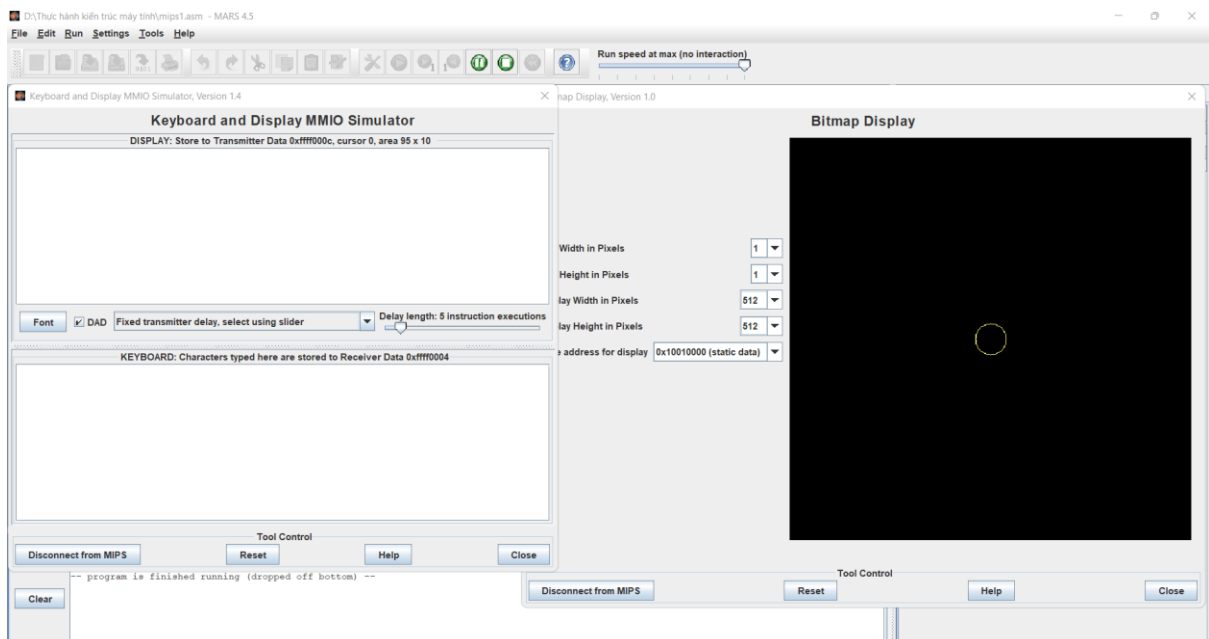 D:\Thực hành kiến trúc máy tính\mips1.asm - MARS 4.5
File Edit Run Settings Tools Help
Run speed at max (no interaction)
Keyboard and Display MMIO Simulator, Version 1.4
Keyboard and Display MMIO Simulator
DISPLAY: Store to Transmitter Data 0xffff000c, cursor 0, area 95 x 10
Font
DAD
Fixed transmitter delay, select using slider
Delay length: 5 instruction executions
KEYBOARD: Characters typed here are stored to Receiver Data 0xffff0004
Tool Control
Disconnect from MIPS
Reset
Help
Close
map Display, Version 1.0
Bitmap Display
Width in Pixels 1
Height in Pixels 1
lay Width in Pixels 512
lay Height in Pixels 512
e address for display 0x10010000 (static data)
Tool Control
Disconnect from MIPS
Reset
Help
Close
-- program is finished running (dropped off bottom) --
Clear